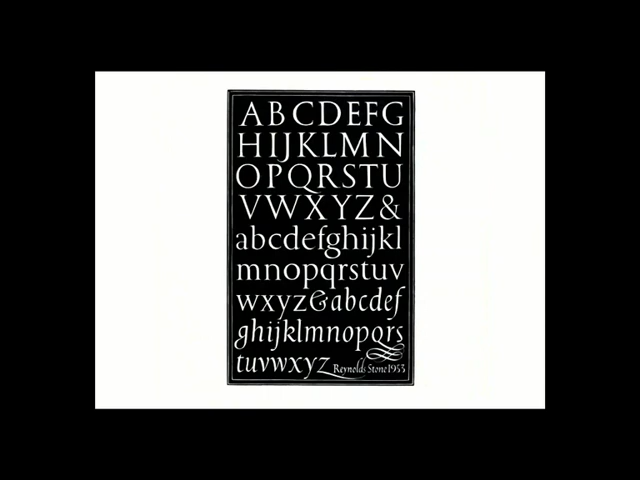 ABCDEFG
HIJKLMN
OPQRSTU
VWXYZ&
abcdefghijkl
mnopqrstuv
wxyz&abcdef
ghijklmnopqrs
tuvwxyz Reynolds Stone 1953